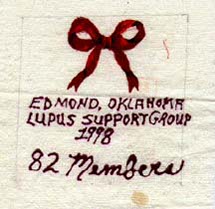 EDMOND, OKLAHOMA
LUPUS SUPPORT GROUP
1998
82 Members